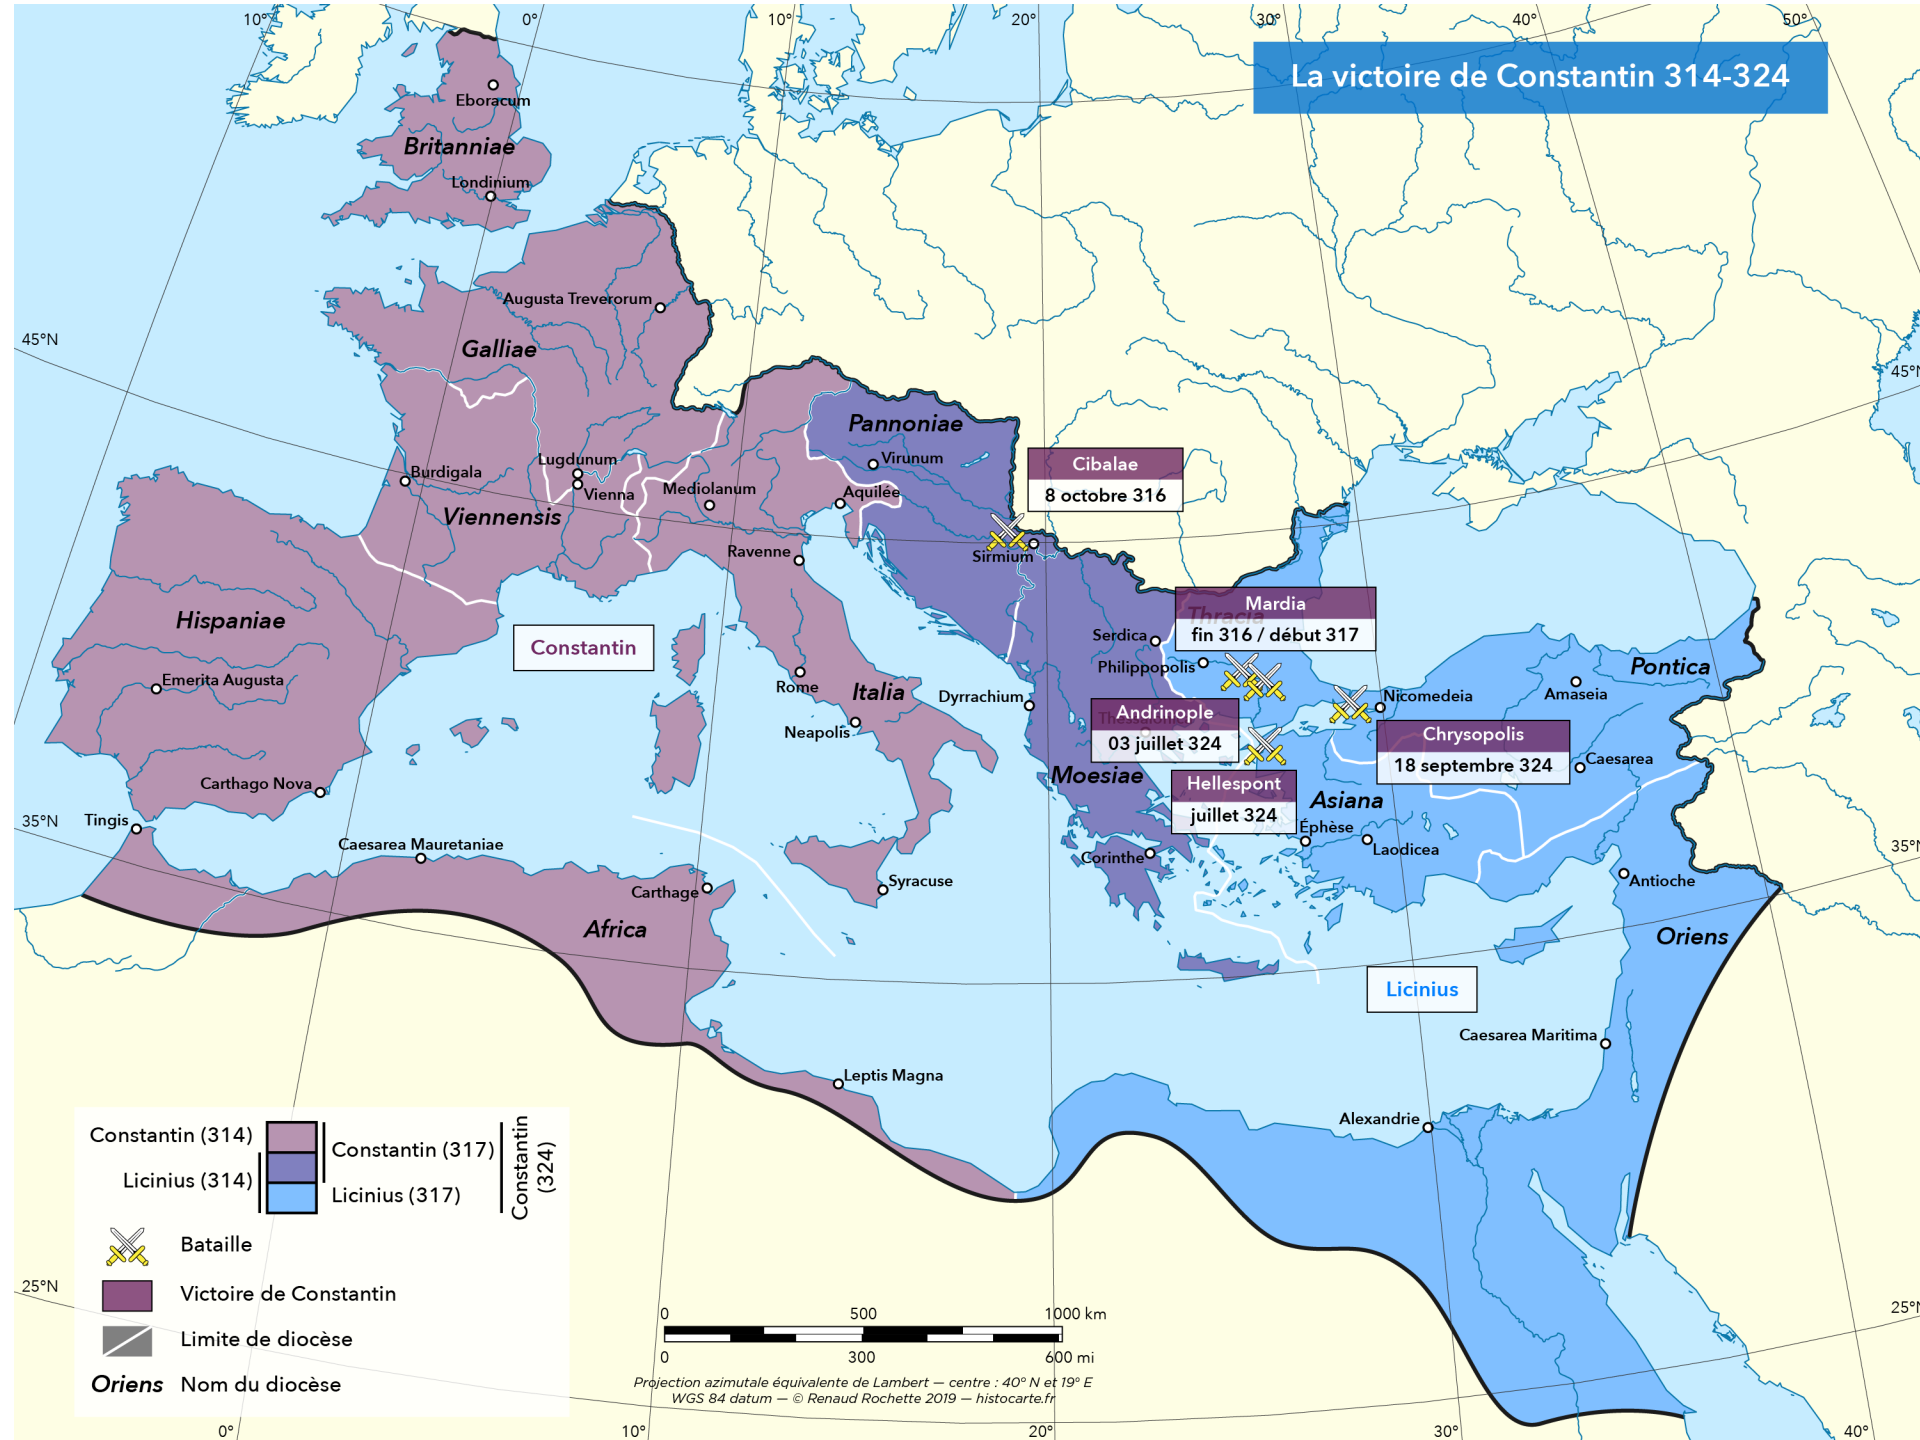 10°
0°
10°
20°
30°
40°
50°
La victoire de Constantin 314-324
Eboracum
Britanniae
Londinium
Augusta Treverorum
45°N
Galliae
45°N
Pannoniae
Virunum
Cibalae
8 octobre 316
Lugdunum
Burdigala
Vienna
Mediolanum
Aquilée
Viennensis
Ravenne
Sirmium
Hispaniae
Constantin
Thracia
Mardia
fin 316 / début 317
Serdica
Philippopolis
Pontica
Emerita Augusta
Rome
Italia
Dyrrachium
Nicomedeia
Amaseia
Neapolis
Thessalonica
Andrinople
03 juillet 324
Chrysopolis
18 septembre 324
Caesarea
Moesiae
Hellespont
juillet 324
Asiana
Carthago Nova
Tingis
35°N
Éphèse
Laodicea
35°N
Caesarea Mauretaniae
Corinthe
Carthage
Syracuse
Antioche
Africa
Oriens
Licinius
Caesarea Maritima
Leptis Magna
Alexandrie
Constantin (314)
Licinius (314)
Constantin (317)
Licinius (317)
Constantin
(324)
Bataille
Victoire de Constantin
Limite de diocèse
Oriens Nom du diocèse
25°N
25°N
0 500 1000 km
0 300 600 mi
Projection azimutale équivalente de Lambert — centre : 40° N et 19° E
WGS 84 datum — © Renaud Rochette 2019 — histocarte.fr
0°
10°
20°
30°
40°